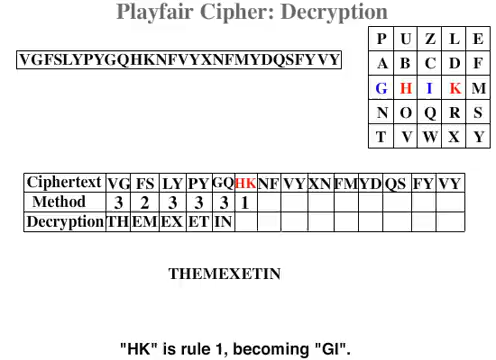 Playfair Cipher: Decryption
VGFSLYPYGQHKNFVYXNFMYDQSFYVY
P U Z L E
A B C D F
G H I K M
N O Q R S
T V W X Y
Ciphertext VG FS LY PY GQ HK NF VY XN FM YD QS FY VY
Method 3 2 3 3 3 1
Decryption TH EM EX ET IN
THEMEXETIN
"HK" is rule 1, becoming "GI".